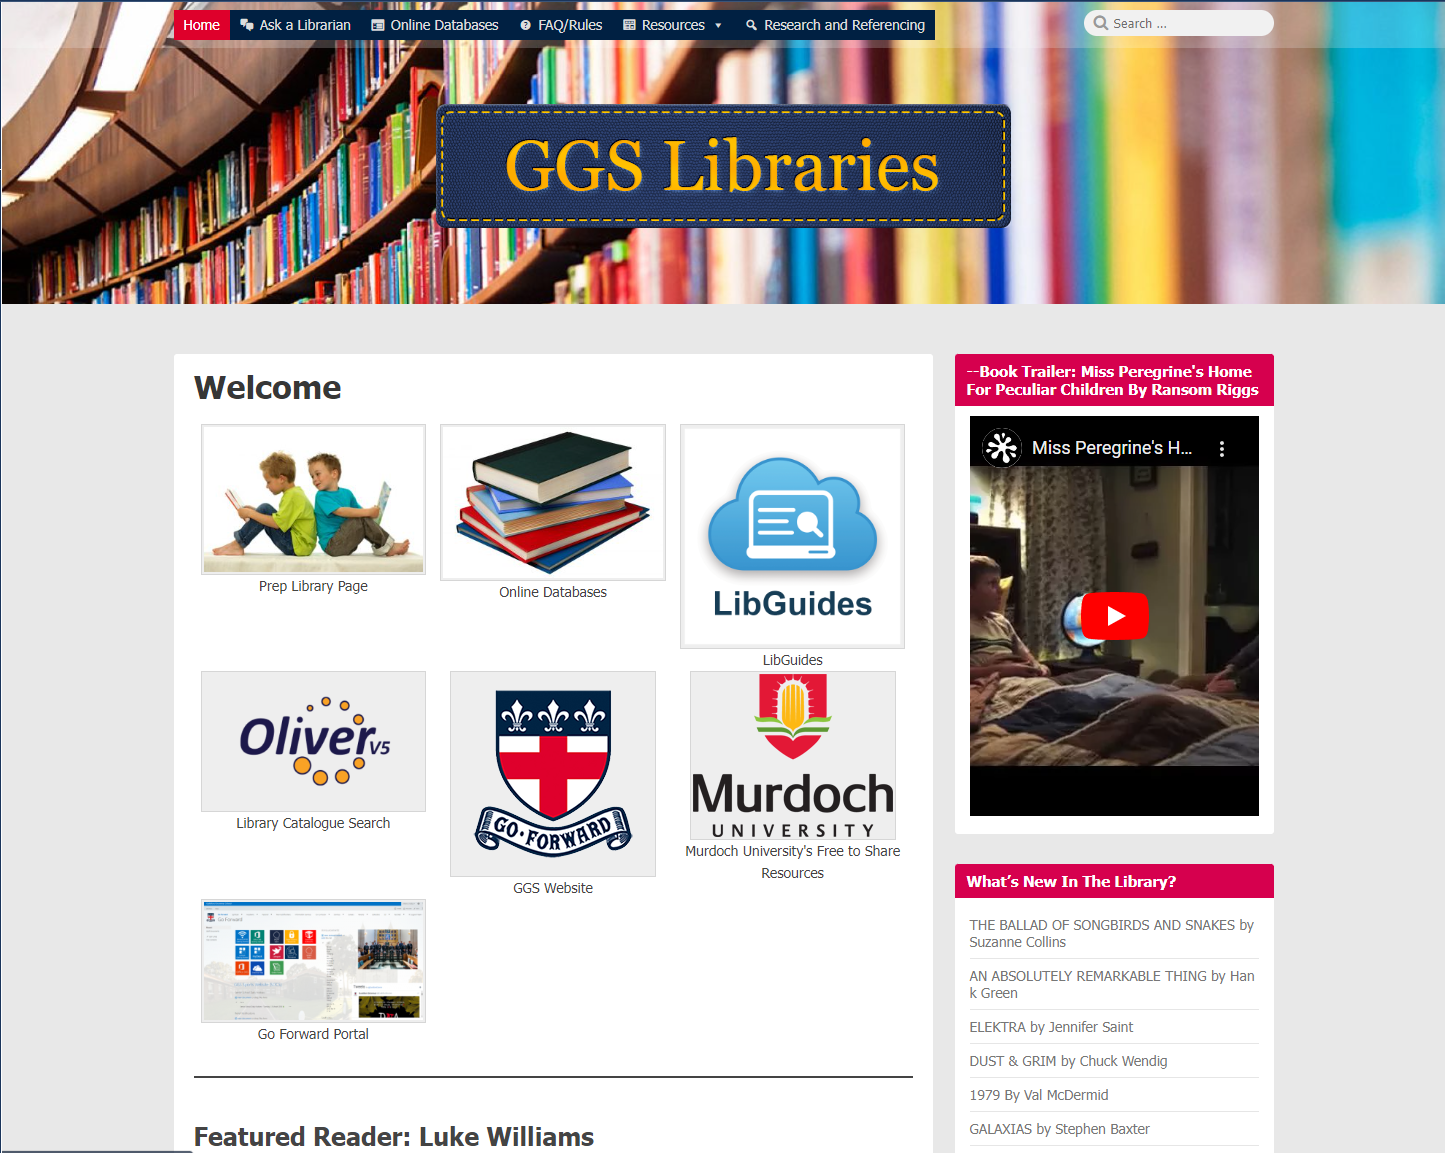 Home
Ask a Librarian
Online Databases
FAQ/Rules
Resources
Research and Referencing
Search ...
GGS Libraries
Welcome
Prep Library Page
Online Databases
LibGuides
LibGuides
Oliver v5
Library Catalogue Search
GO·FORWARD
GGS Website
Murdoch
UNIVERSITY
Murdoch University's Free to Share
Resources
Go Forward
Go Forward Portal
Featured Reader: Luke Williams
--Book Trailer: Miss Peregrine's Home
For Peculiar Children By Ransom Riggs
Miss Peregrine's H...
What's New In The Library?
THE BALLAD OF SONGBIRDS AND SNAKES by
Suzanne Collins
AN ABSOLUTELY REMARKABLE THING by Han
k Green
ELEKTRA by Jennifer Saint
DUST & GRIM by Chuck Wendig
1979 By Val McDermid
GALAXIAS by Stephen Baxter